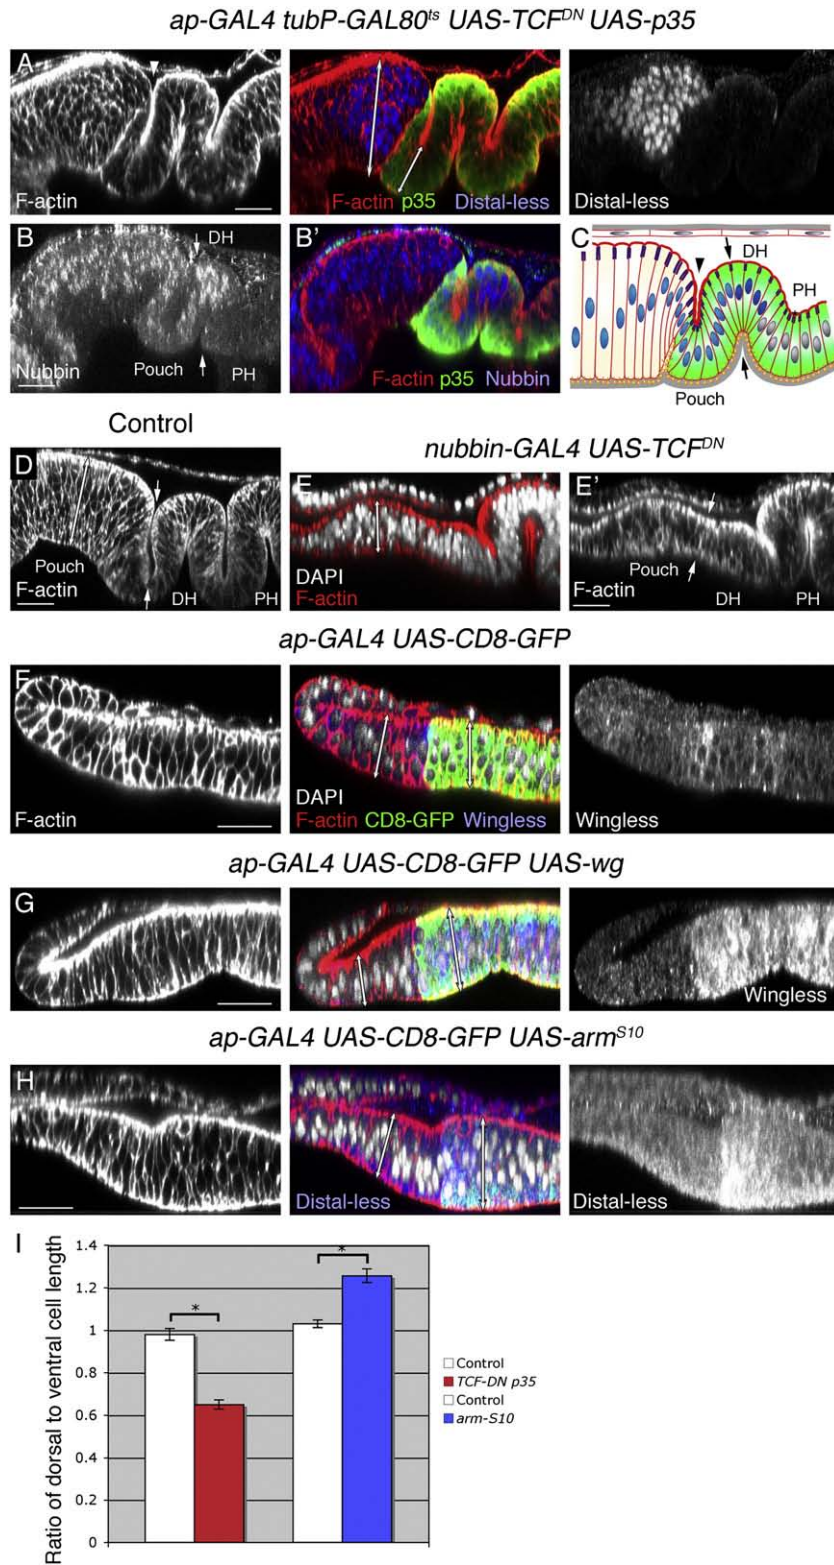 ap-GAL4 tubP-GAL80ts UAS-TCFDN UAS-p35
A
F-actin
F-actin p35 Distal-less
Distal-less
B
DH
Nubbin
Pouch
PH
B'
F-actin p35 Nubbin
C
DH
PH
Pouch
Control
nubbin-GAL4 UAS-TCFDN
D
Pouch
F-actin
DH
PH
E
DAPI
F-actin
E'
Pouch
F-actin
DH
PH
ap-GAL4 UAS-CD8-GFP
F
F-actin
DAPI
F-actin CD8-GFP Wingless
Wingless
ap-GAL4 UAS-CD8-GFP UAS-wg
G
Wingless
ap-GAL4 UAS-CD8-GFP UAS-armS10
H
Distal-less
Distal-less
I
Ratio of dorsal to ventral cell length
1.4
1.2
1
0.8
0.6
0.4
0.2
0
*
*
Control
TCF-DN p35
Control
arm-S10